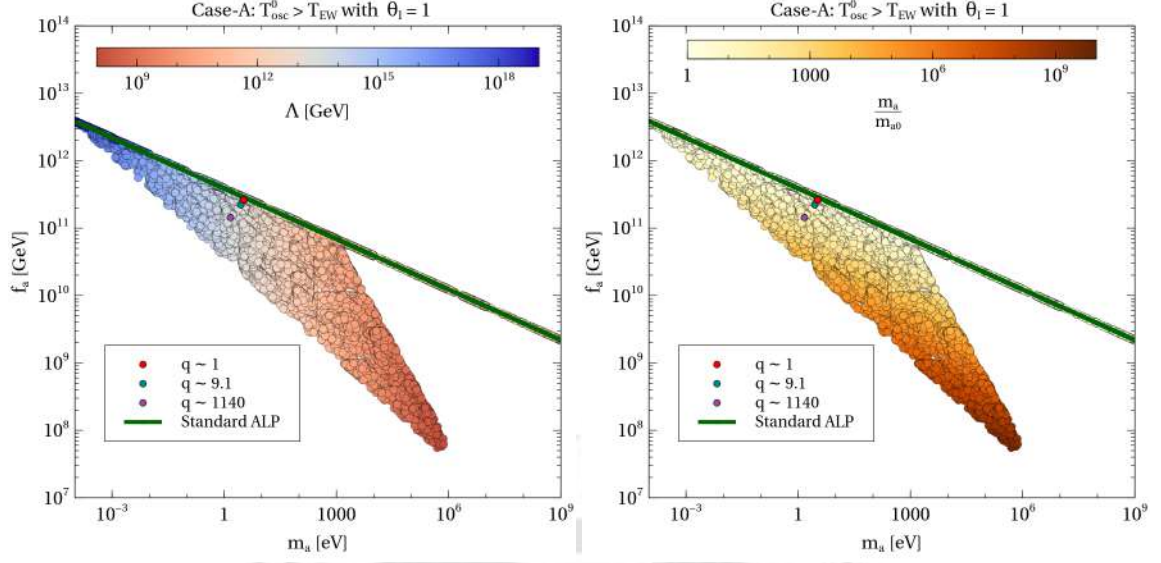 Case-A: T⁰osc > TEW with θI = 1
10¹⁴
10¹³
10¹²
10¹¹
10¹⁰
10⁹
10⁸
10⁷
fa [GeV]
10⁹ 10¹² 10¹⁵ 10¹⁸
Λ [GeV]
q ~ 1
q ~ 9.1
q ~ 1140
Standard ALP
10⁻³ 1 1000 10⁶ 10⁹
ma [eV]
Case-A: T⁰osc > TEW with θI = 1
10¹⁴
10¹³
10¹²
10¹¹
10¹⁰
10⁹
10⁸
10⁷
fa [GeV]
1 1000 10⁶ 10⁹
ma
ma0
q ~ 1
q ~ 9.1
q ~ 1140
Standard ALP
10⁻³ 1 1000 10⁶ 10⁹
ma [eV]